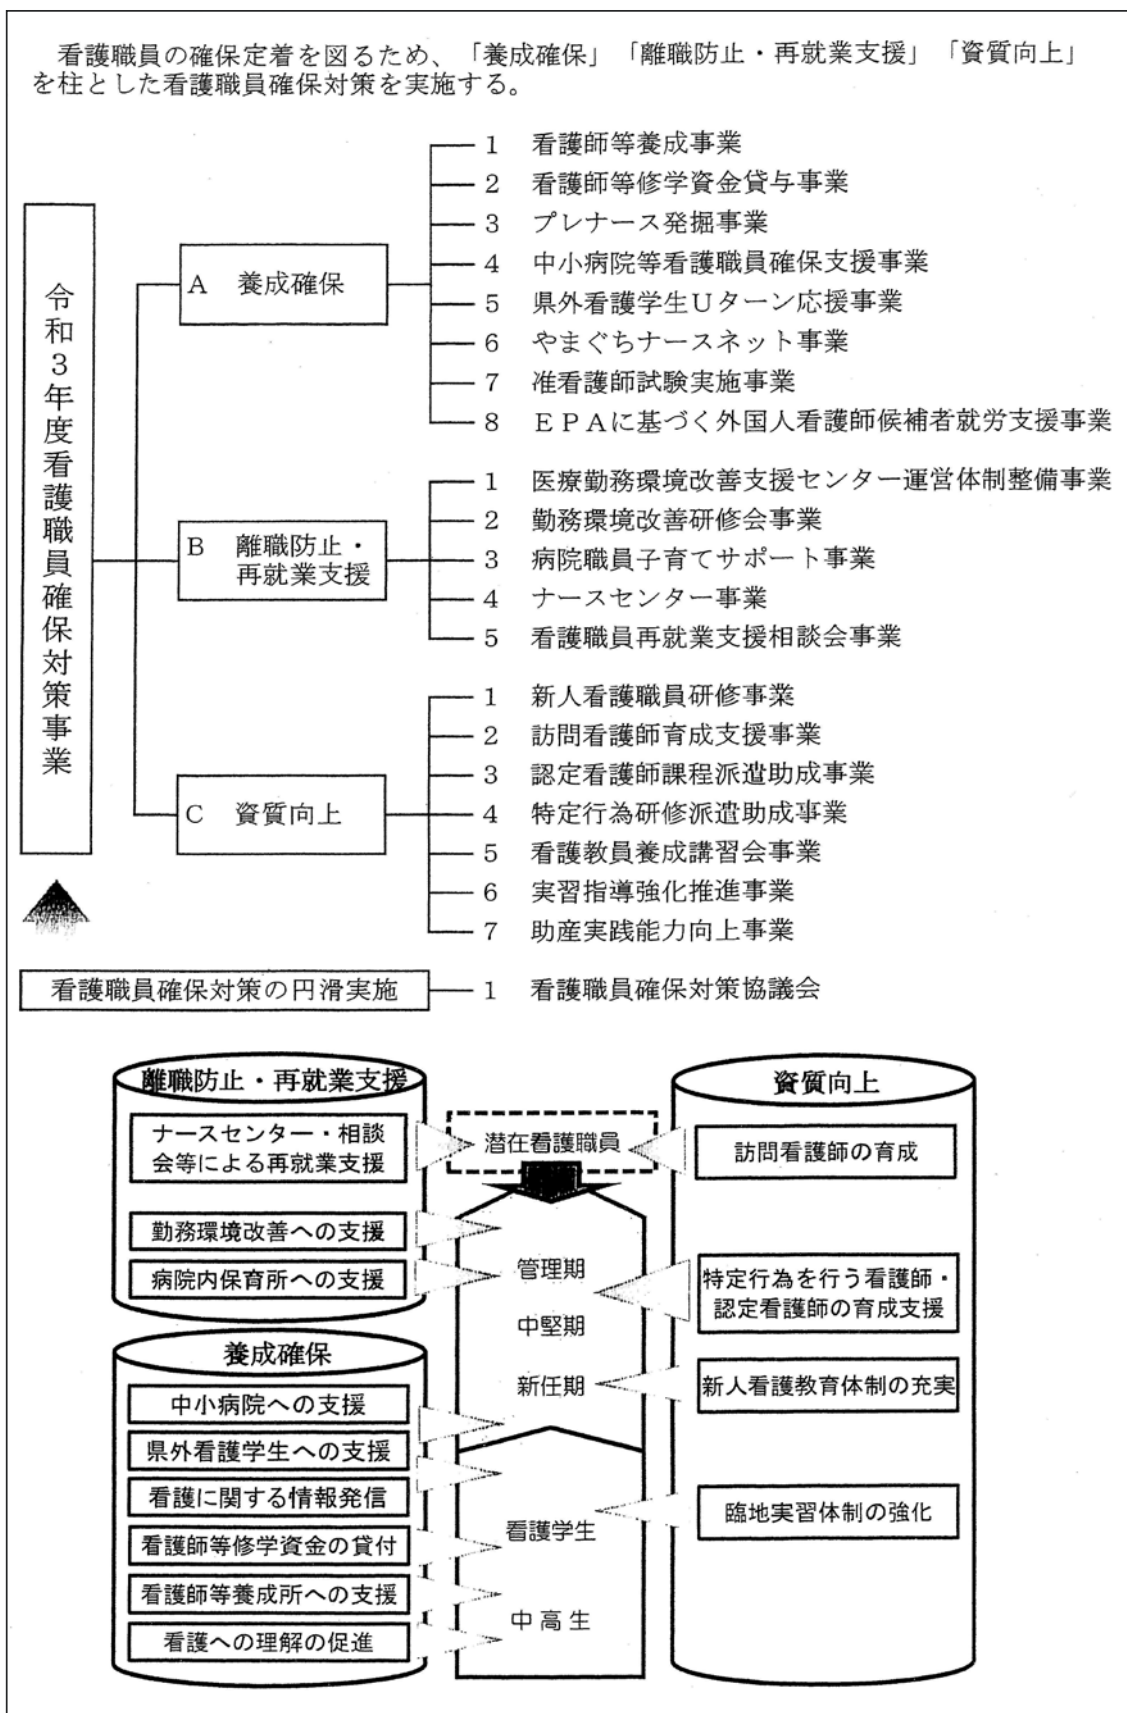 看護職員の確保定着を図るため、「養成確保」「離職防止・再就業支援」「資質向上」
を柱とした看護職員確保対策を実施する。
令和３年度看護職員確保対策事業
A 養成確保
1 看護師等養成事業
2 看護師等修学資金貸与事業
3 プレナース発掘事業
4 中小病院等看護職員確保支援事業
5 県外看護学生Uターン応援事業
6 やまぐちナースネット事業
7 准看護師試験実施事業
8 ＥＰＡに基づく外国人看護師候補者就労支援事業
B 離職防止・
再就業支援
1 医療勤務環境改善支援センター運営体制整備事業
2 勤務環境改善研修会事業
3 病院職員子育てサポート事業
4 ナースセンター事業
5 看護職員再就業支援相談会事業
C 資質向上
1 新人看護職員研修事業
2 訪問看護師育成支援事業
3 認定看護師課程派遣助成事業
4 特定行為研修派遣助成事業
5 看護教員養成講習会事業
6 実習指導強化推進事業
7 助産実践能力向上事業
看護職員確保対策の円滑実施
1 看護職員確保対策協議会
離職防止・再就業支援
ナースセンター・相談
会等による再就業支援
勤務環境改善への支援
病院内保育所への支援
養成確保
中小病院への支援
県外看護学生への支援
看護に関する情報発信
看護師等修学資金の貸付
看護師等養成所への支援
看護への理解の促進
潜在看護職員
管理期
中堅期
新任期
看護学生
中高生
資質向上
訪問看護師の育成
特定行為を行う看護師・
認定看護師の育成支援
新人看護教育体制の充実
臨地実習体制の強化